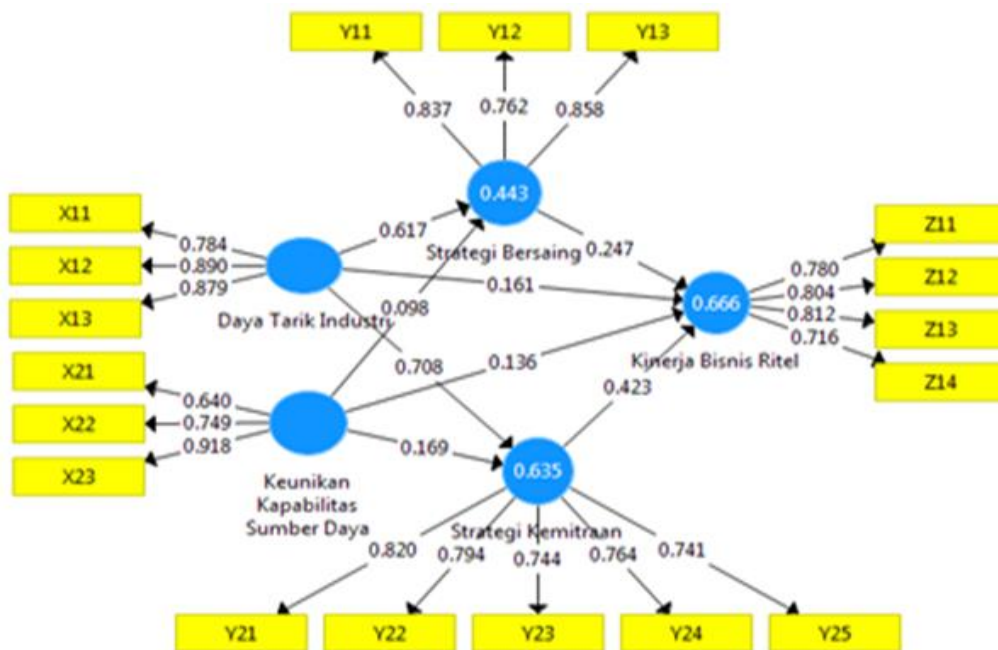 Y11 Y12 Y13
0.837 0.762 0.858
0.443
Strategi Bersaing
X11
X12
X13
0.784
0.890
0.879
Daya Tarik Industri
0.617
0.161
0.098
0.708
0.247
X21
X22
X23
0.640
0.749
0.918
Keunikan
Kapabilitas
Sumber Daya
0.136
0.169
0.423
0.666
Kinerja Bisnis Ritel
0.780
0.804
0.812
0.716
Z11
Z12
Z13
Z14
0.635
Strategi Kemitraan
0.820 0.794 0.744 0.764 0.741
Y21 Y22 Y23 Y24 Y25